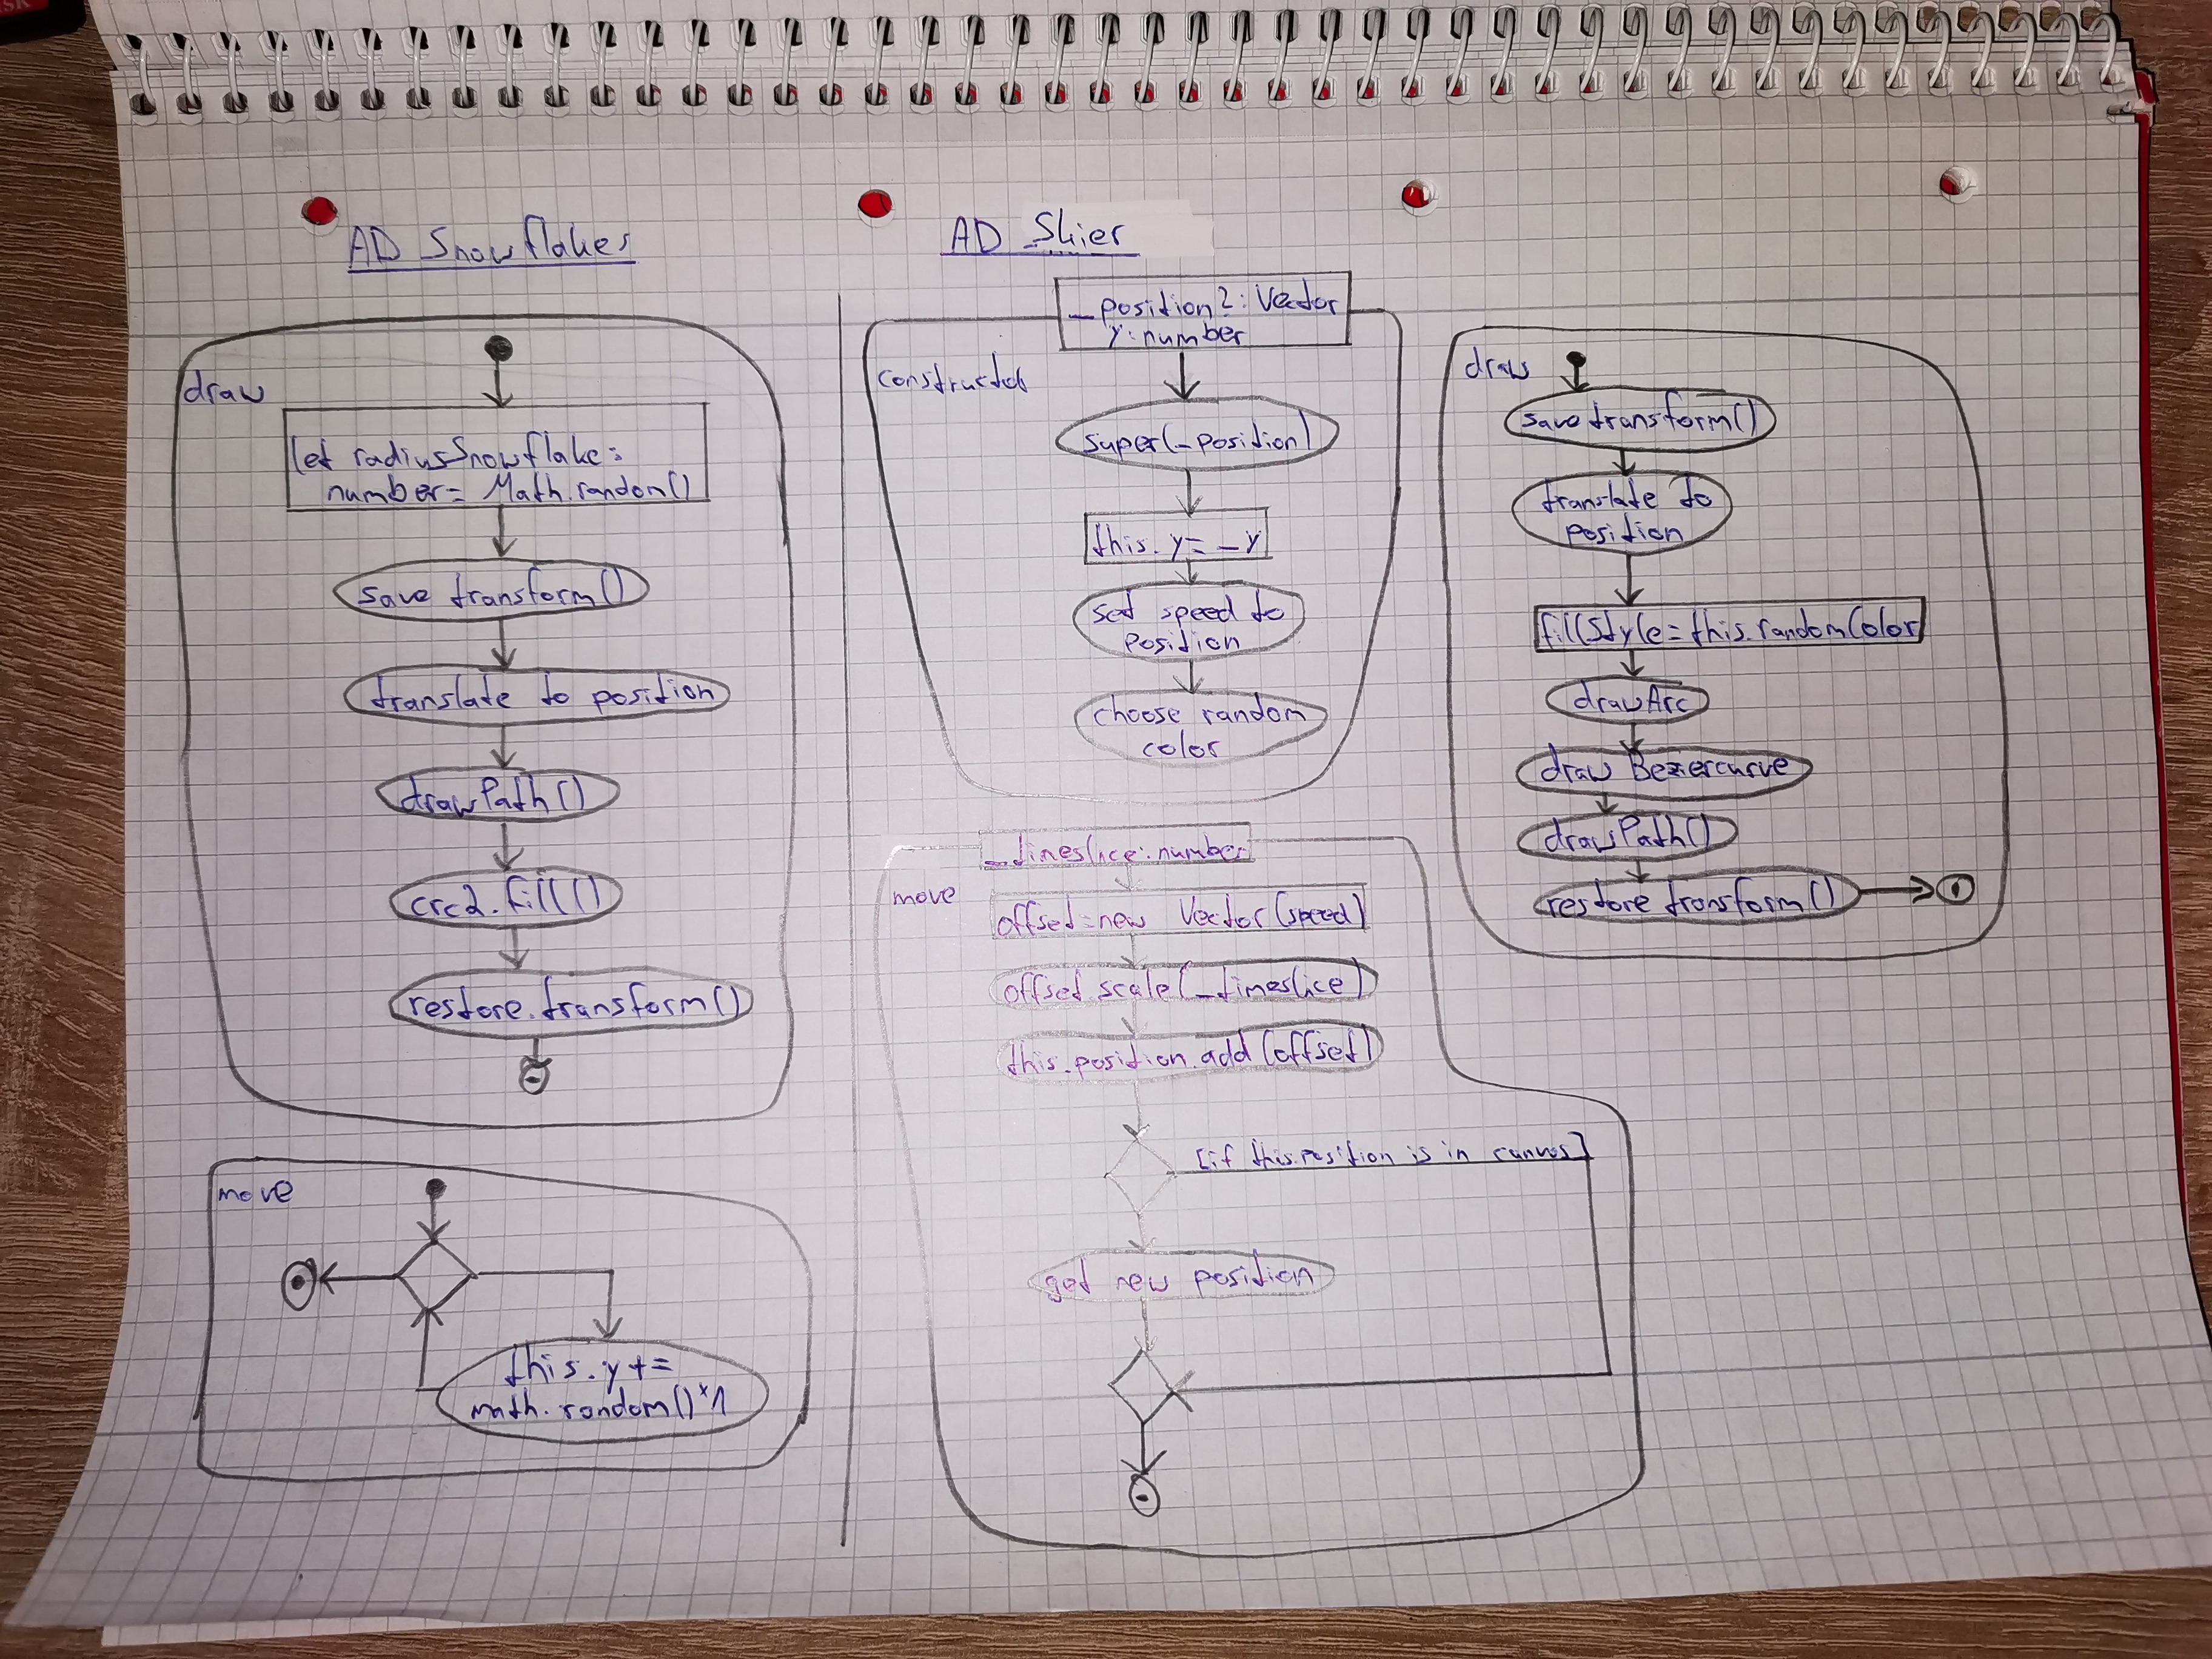 AD Snowflakes
draw
let radiusSnowflake:
number= Math.random()
save transform()
translate to position
drawPath()
crc2.fill()
restore.transform()
move
this.y+=
math.random()*1
AD Skier
_position?: Vector
y:number
constructor
super(_position)
this.y=_y
set speed to
position
choose random
color
_timeslice:number
move
offset=new Vector(speed)
offset.scale(_timeslice)
this.position.add(offset)
[if this.position is in canvas]
get new position
draw
save transform()
translate to
position
fillStyle=this.randomColor
drawArc
draw Beziercurve
drawPath()
restore transform()